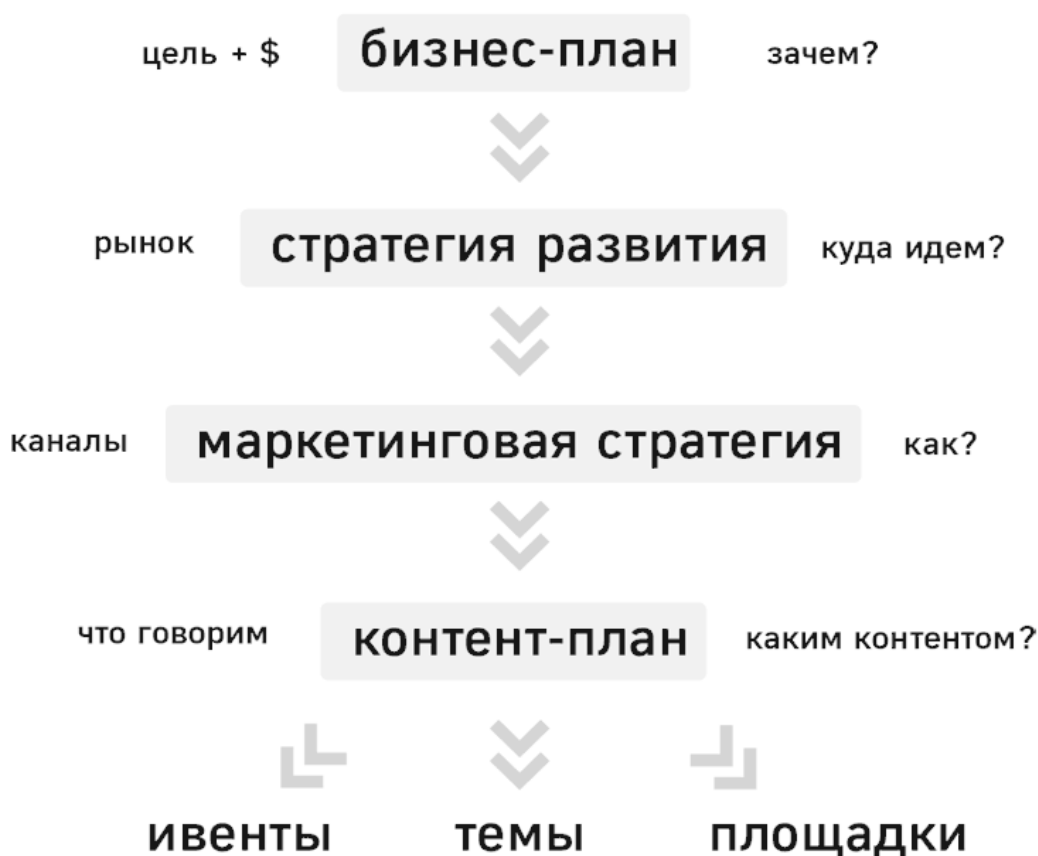 цель + $ бизнес-план зачем?
рынок стратегия развития куда идем?
каналы маркетинговая стратегия как?
что говорим контент-план каким контентом?
ивенты темы площадки